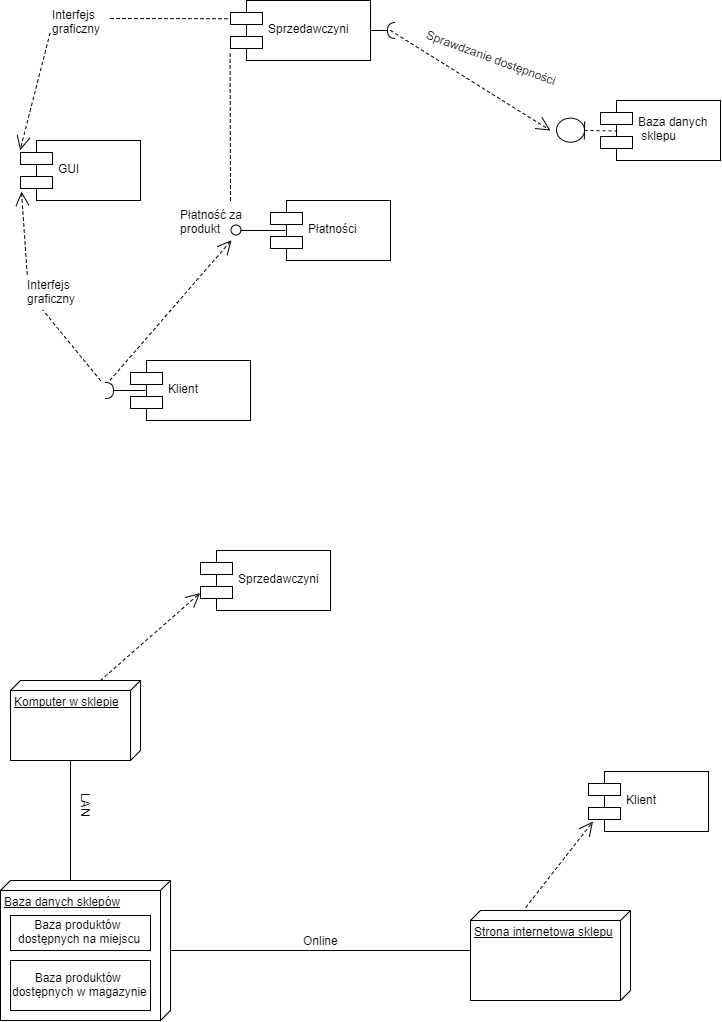 Interfejs
graficzny
Sprzedawczyni
Sprawdzanie dostępności
Baza danych
sklepu
GUI
Płatność za
produkt
Płatności
Interfejs
graficzny
Klient
Sprzedawczyni
Komputer w sklepie
LAN
Klient
Baza danych sklepów
Baza produktów
dostępnych na miejscu
Baza produktów
dostępnych w magazynie
Online
Strona internetowa sklepu